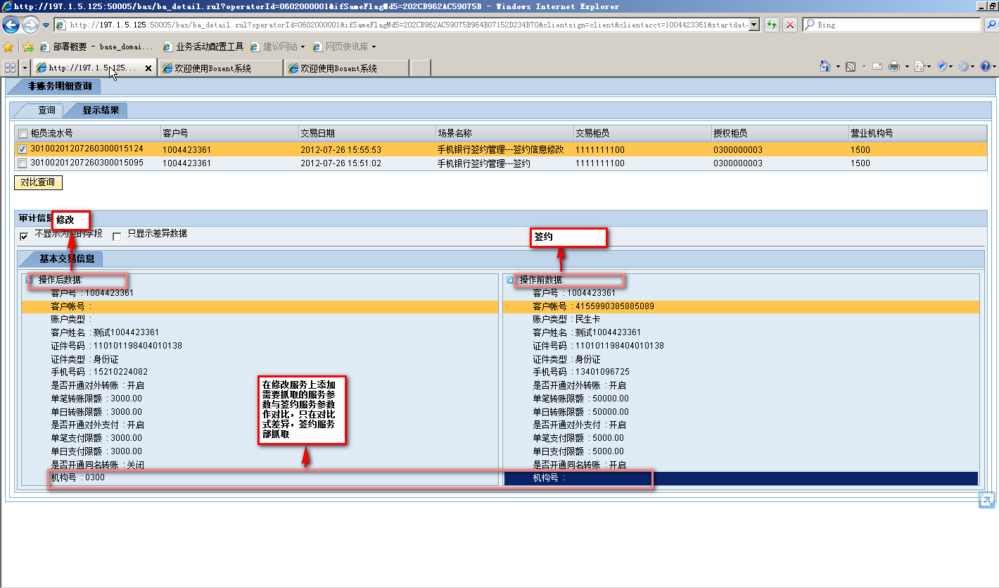 http://197.1.5.125:50005/bas/ba_detail.zul?operatorId=0602000001&ifSameFlagMd5=202CB962AC59075B - Windows Internet Explorer
http://197.1.5.125:50005/bas/ba_detail.zul?operatorId=0602000001&ifSameFlagMd5=202CB962AC59075B964B07152D234B70&clientsign=client&clientacct=1004423361&startdat
Bing
部署概要 - base_domai... 业务活动配置工具 建议网站 网页快讯库
http://197.1.5.125... 欢迎使用Bosent系统 欢迎使用Bosent系统
非账务明细查询
查询 显示结果
柜员流水号 客户号 交易日期 场景名称 交易柜员 授权柜员 营业机构号
30100201207260300015124 1004423361 2012-07-26 15:55:53 手机银行签约管理---签约信息修改 1111111100 0300000003 1500
30100201207260300015095 1004423361 2012-07-26 15:51:02 手机银行签约管理---签约 1111111100 0300000003 1500
对比查询
审计信息
修改
不显示为空的字段 只显示差异数据
签约
基本交易信息
操作后数据: 操作前数据:
客户号 :1004423361 客户号 :1004423361
客户帐号 : 客户帐号 :4155990385885089
账户类型 : 账户类型 :民生卡
客户姓名 :测试1004423361 客户姓名 :测试1004423361
证件号码 :110101198404010138 证件号码 :110101198404010138
证件类型 :身份证 证件类型 :身份证
手机号码 :15210224082 手机号码 :13401096725
是否开通对外转账 :开启 是否开通对外转账 :开启
单笔转账限额 :3000.00 单笔转账限额 :50000.00
单日转账限额 :3000.00 单日转账限额 :50000.00
是否开通对外支付 :开启 是否开通对外支付 :开启
单笔支付限额 :3000.00 单笔支付限额 :5000.00
单日支付限额 :3000.00 单日支付限额 :5000.00
是否开通同名转账 :关闭 是否开通同名转账 :开启
机构号 :0300 机构号 :
在修改服务上添加
需要抓取的服务参
数与签约服务参数
作对比，只在对比
式差异，签约服务
部抓取